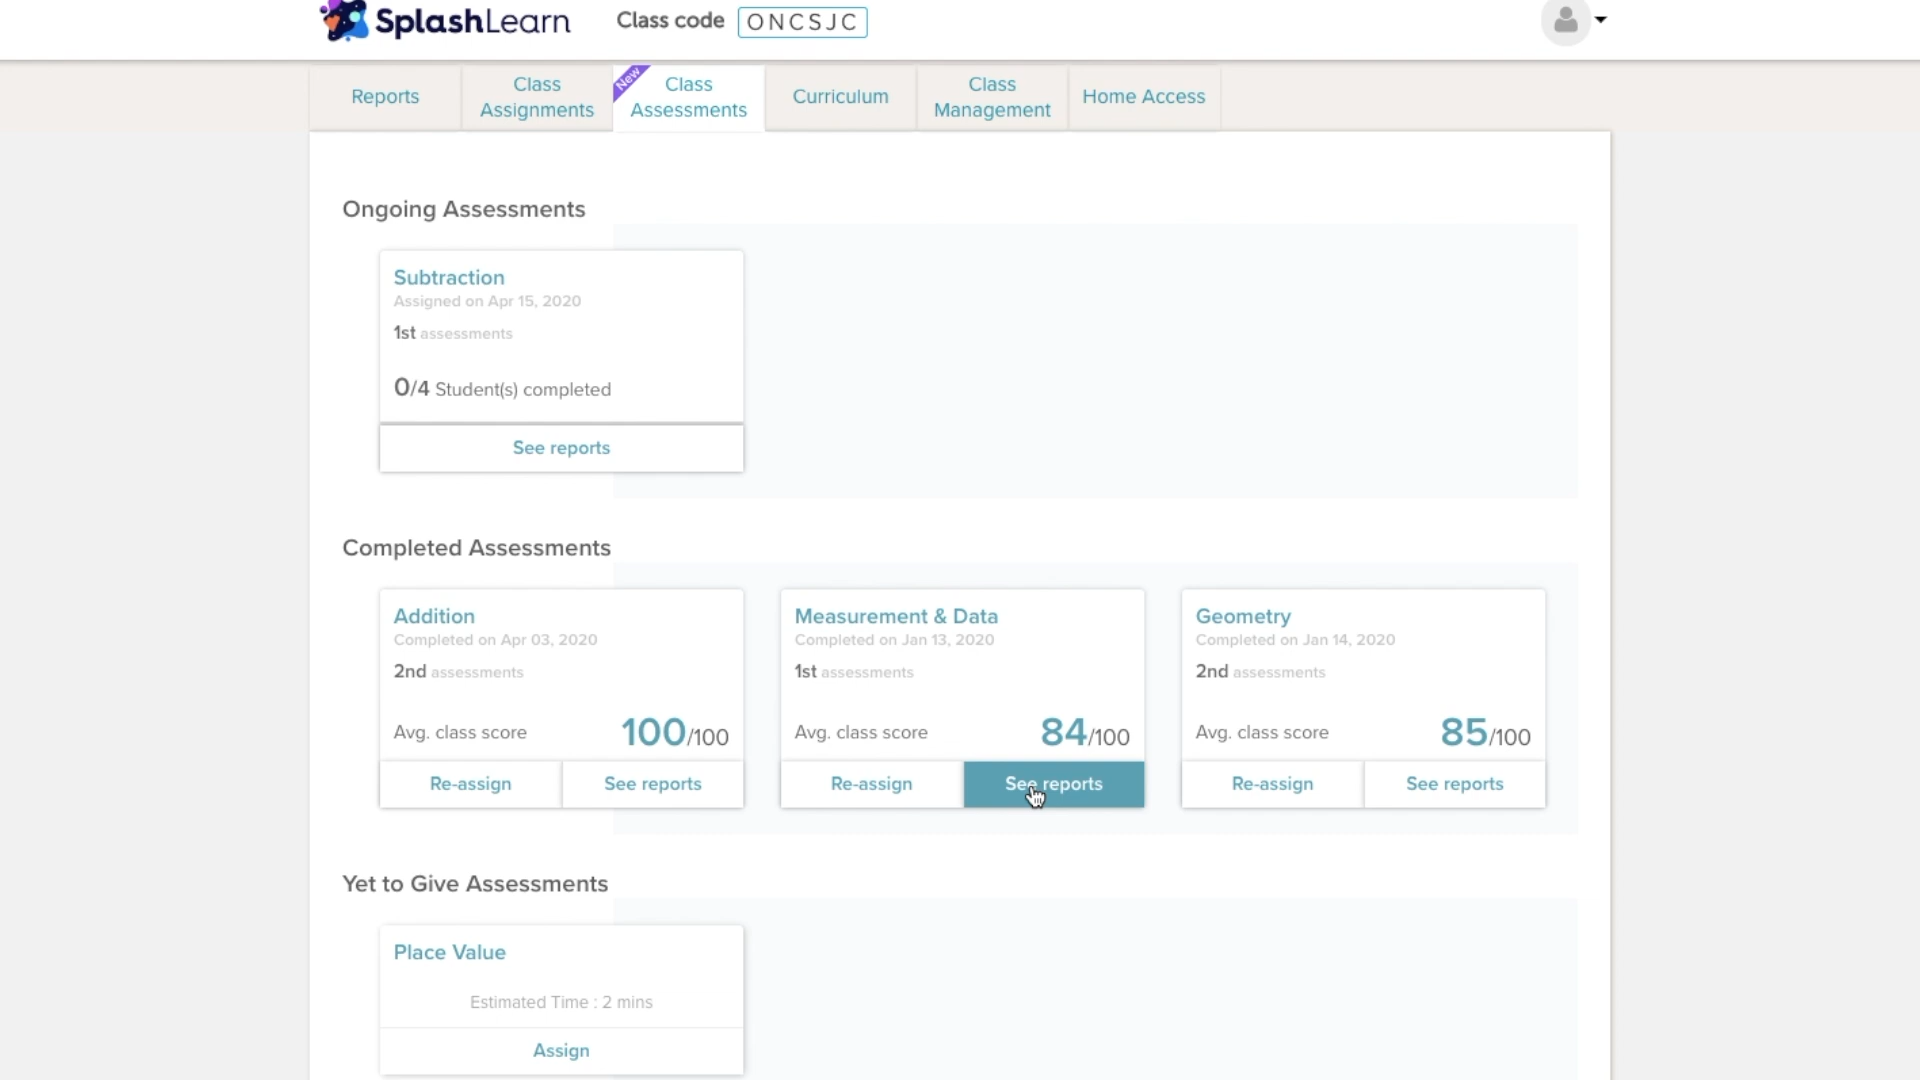 SplashLearn Class code ONCSJC
Reports
Class Assignments
New
Class Assessments
Curriculum
Class Management
Home Access
Ongoing Assessments
Subtraction
Assigned on Apr 15, 2020
1st assessments
0/4 Student(s) completed
See reports
Completed Assessments
Addition
Completed on Apr 03, 2020
2nd assessments
Avg. class score 100/100
Re-assign See reports
Measurement & Data
Completed on Jan 13, 2020
1st assessments
Avg. class score 84/100
Re-assign See reports
Geometry
Completed on Jan 14, 2020
2nd assessments
Avg. class score 85/100
Re-assign See reports
Yet to Give Assessments
Place Value
Estimated Time : 2 mins
Assign